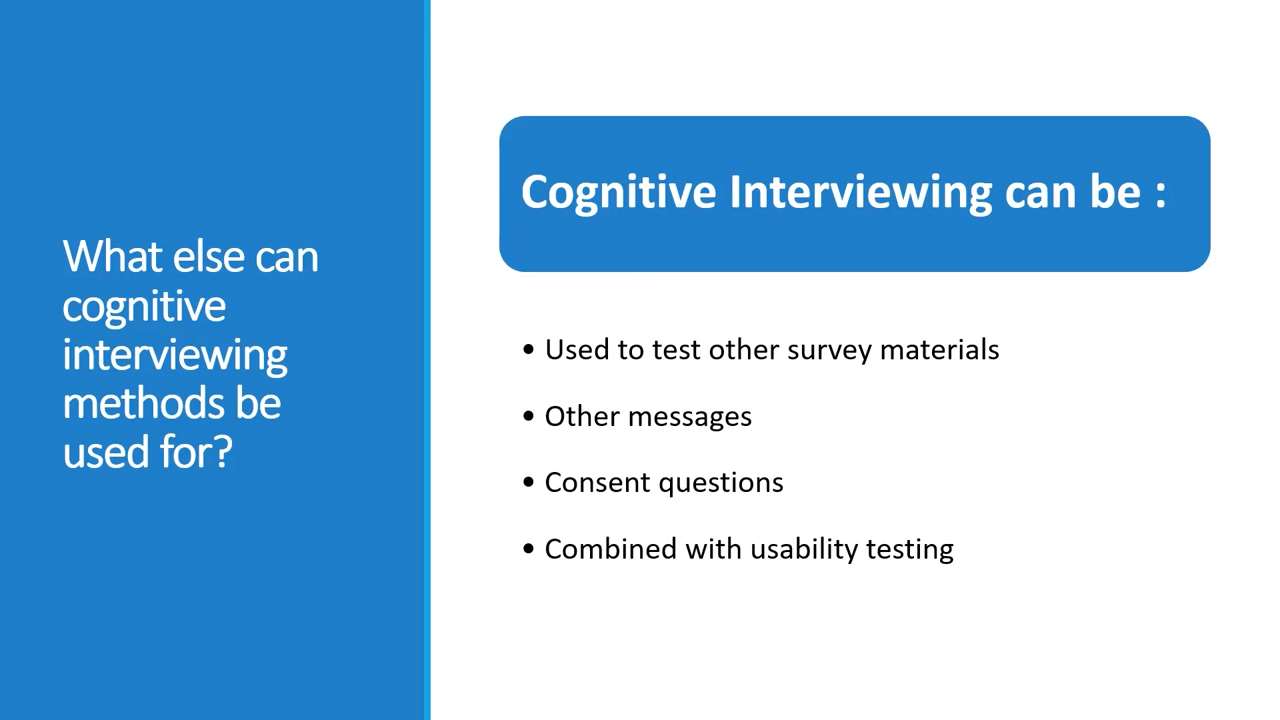 What else can
cognitive
interviewing
methods be
used for?
Cognitive Interviewing can be :
• Used to test other survey materials
• Other messages
• Consent questions
• Combined with usability testing